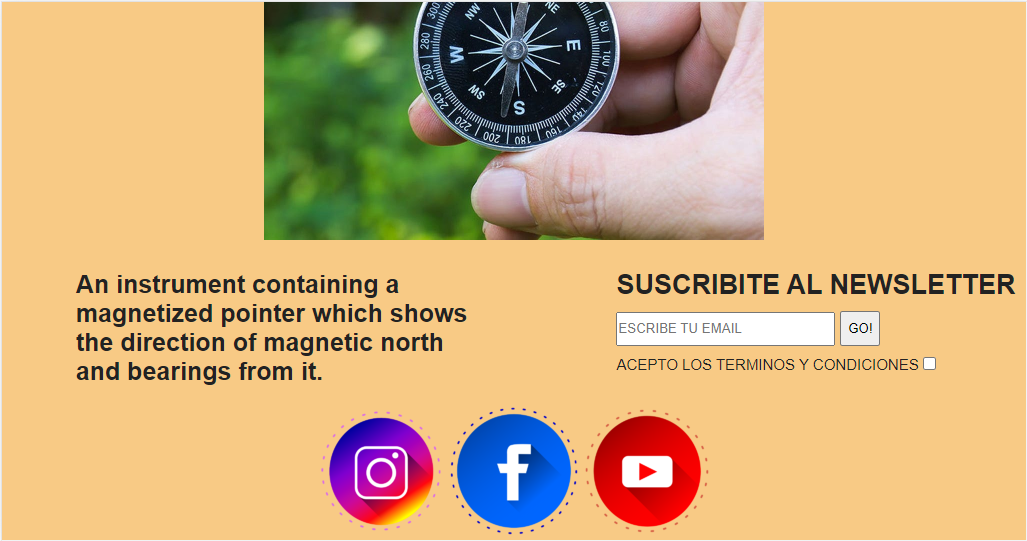 300
NW
NE
280
W
E
260
100
SW
SE
240
120
S
220
140
200
180
160
An instrument containing a
magnetized pointer which shows
the direction of magnetic north
and bearings from it.
SUSCRIBITE AL NEWSLETTER
ESCRIBE TU EMAIL GO!
ACEPTO LOS TERMINOS Y CONDICIONES